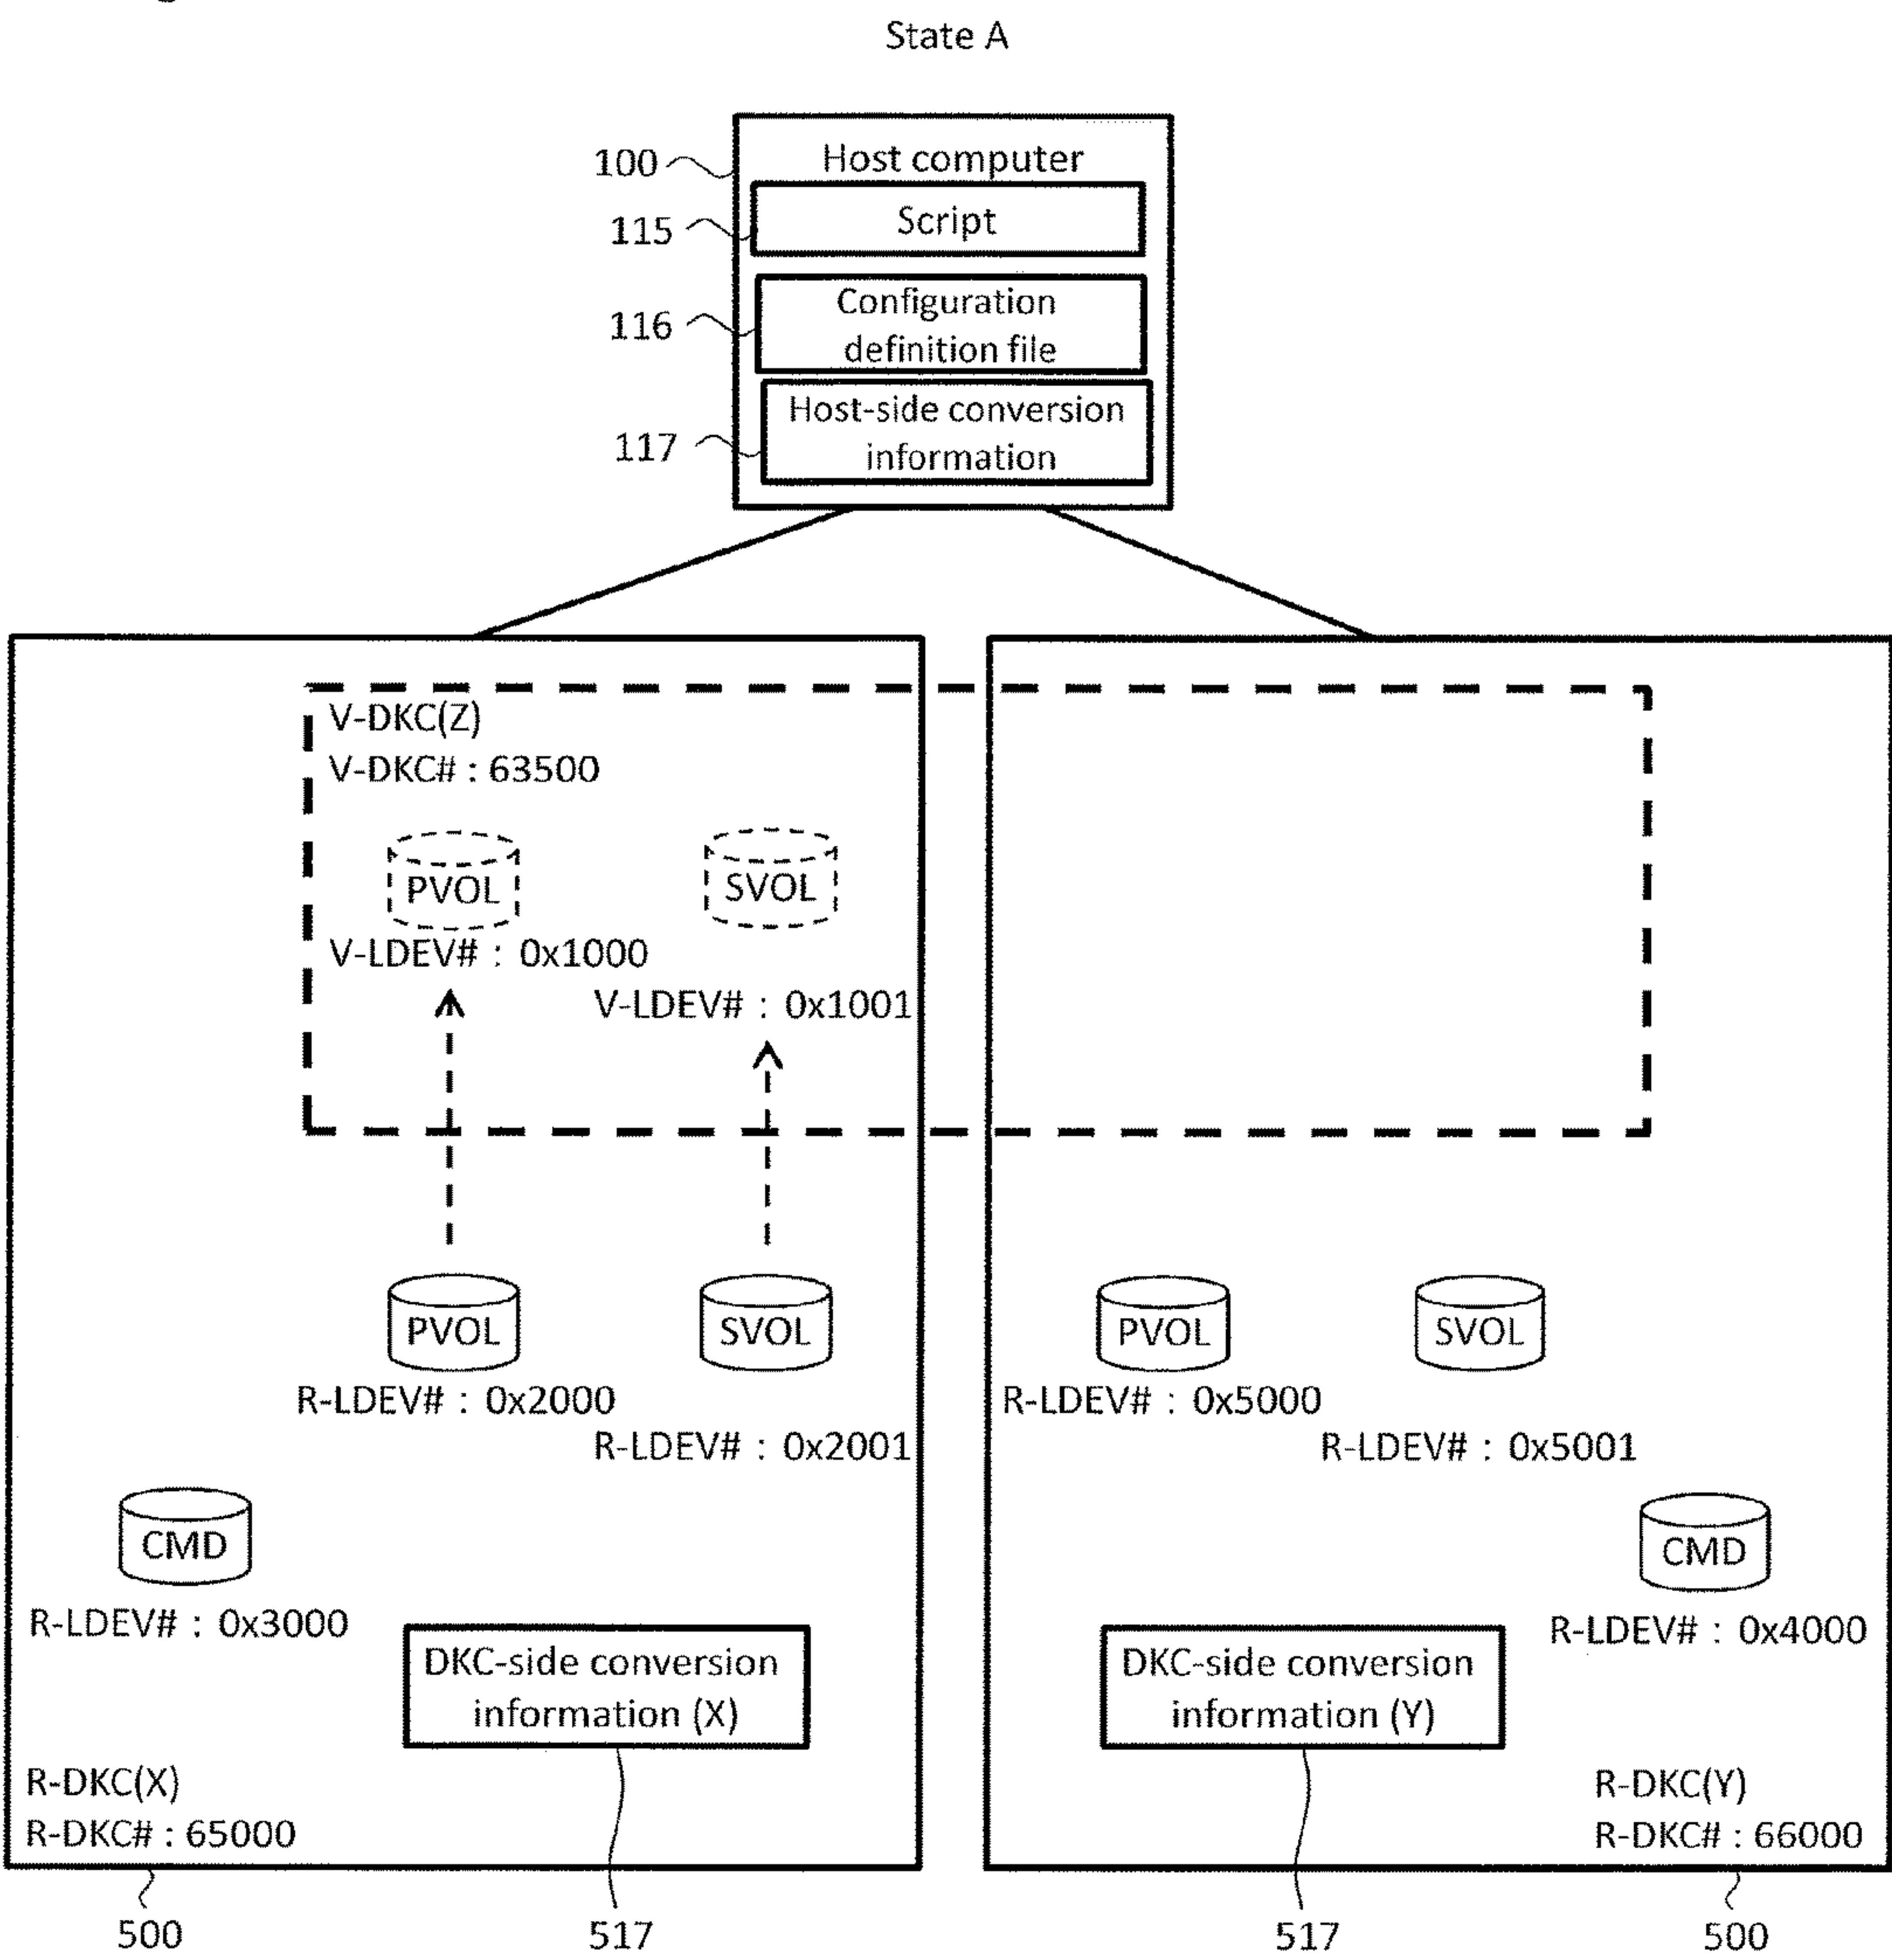 State A
Host computer
100
Script
115
Configuration
definition file
116
Host-side conversion
information
117
V-DKC(Z)
V-DKC# : 63500
PVOL
SVOL
V-LDEV# : 0x1000
V-LDEV# : 0x1001
PVOL
SVOL
PVOL
SVOL
R-LDEV# : 0x2000
R-LDEV# : 0x5000
R-LDEV# : 0x2001
R-LDEV# : 0x5001
CMD
CMD
R-LDEV# : 0x3000
R-LDEV# : 0x4000
DKC-side conversion
information (X)
DKC-side conversion
information (Y)
R-DKC(X)
R-DKC# : 65000
R-DKC(Y)
R-DKC# : 66000
500
517
517
500